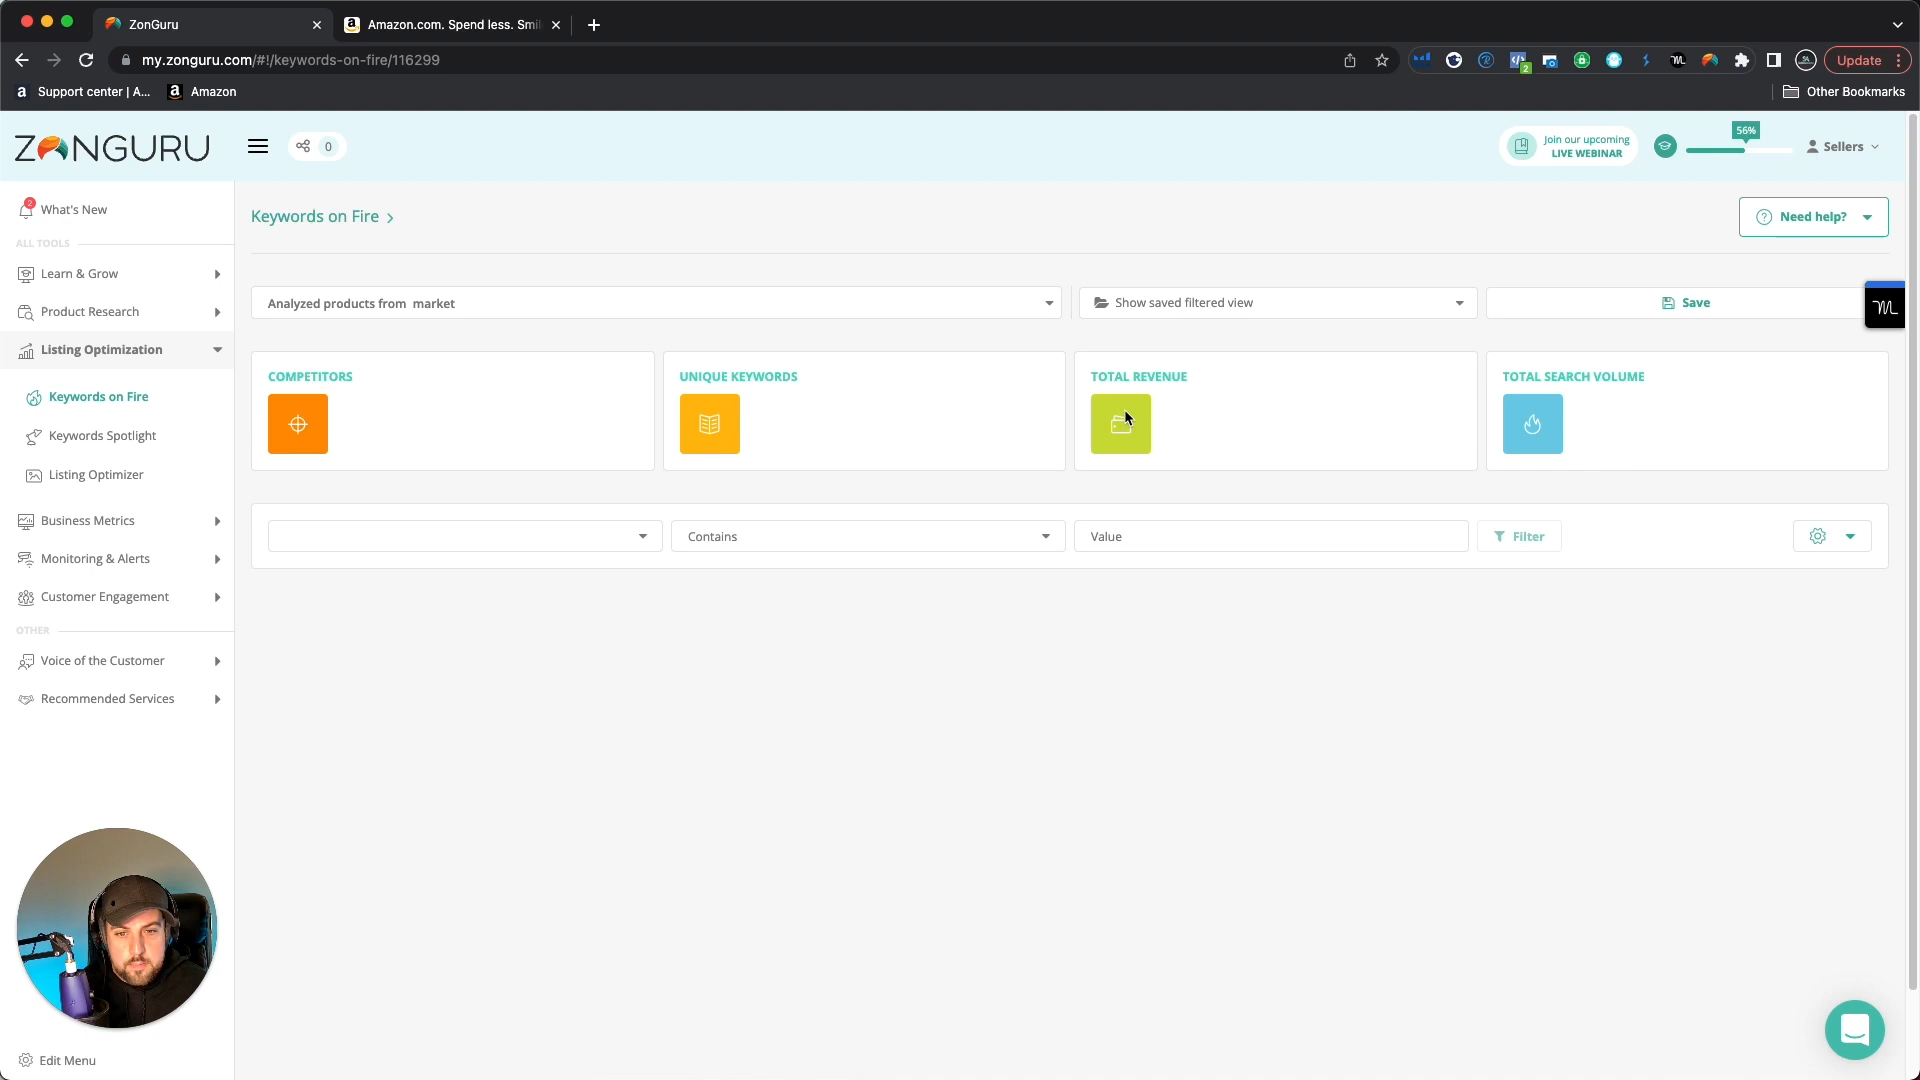 ZonGuru
Amazon.com. Spend less. Smil
my.zonguru.com/#!/keywords-on-fire/116299
2
Update
Support center | A...
Amazon
Other Bookmarks
ZONGURU
0
Join our upcoming
LIVE WEBINAR
56%
Sellers
2
What's New
ALL TOOLS
Learn & Grow
Product Research
Listing Optimization
Keywords on Fire
Keywords Spotlight
Listing Optimizer
Business Metrics
Monitoring & Alerts
Customer Engagement
OTHER
Voice of the Customer
Recommended Services
Edit Menu
Keywords on Fire >
Need help?
Analyzed products from market
Show saved filtered view
Save
COMPETITORS
UNIQUE KEYWORDS
TOTAL REVENUE
TOTAL SEARCH VOLUME
Contains
Value
Filter